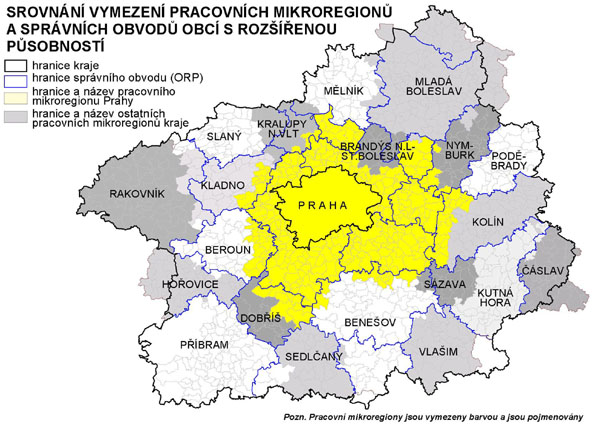 SROVNÁNÍ VYMEZENÍ PRACOVNÍCH MIKROREGIONŮ
A SPRÁVNÍCH OBVODŮ OBCÍ S ROZŠÍŘENOU
PŮSOBNOSTÍ
hranice kraje
hranice správního obvodu (ORP)
hranice a název pracovního
mikroregionu Prahy
hranice a název ostatních
pracovních mikroregionů kraje
MĚLNÍK
MLADÁ
BOLESLAV
KRALUPY
N.VLT
SLANÝ
BRANDÝS N.L-
ST.BOLESLAV
NYM-
BURK
PODĚ-
BRADY
RAKOVNÍK
KLADNO
PRAHA
KOLÍN
BEROUN
HOŘOVICE
SÁZAVA
ČÁSLAV
KUTNÁ
HORA
DOBŘÍŠ
BENEŠOV
PŘÍBRAM
SEDLČANY
VLAŠIM
Pozn. Pracovní mikroregiony jsou vymezeny barvou a jsou pojmenovány